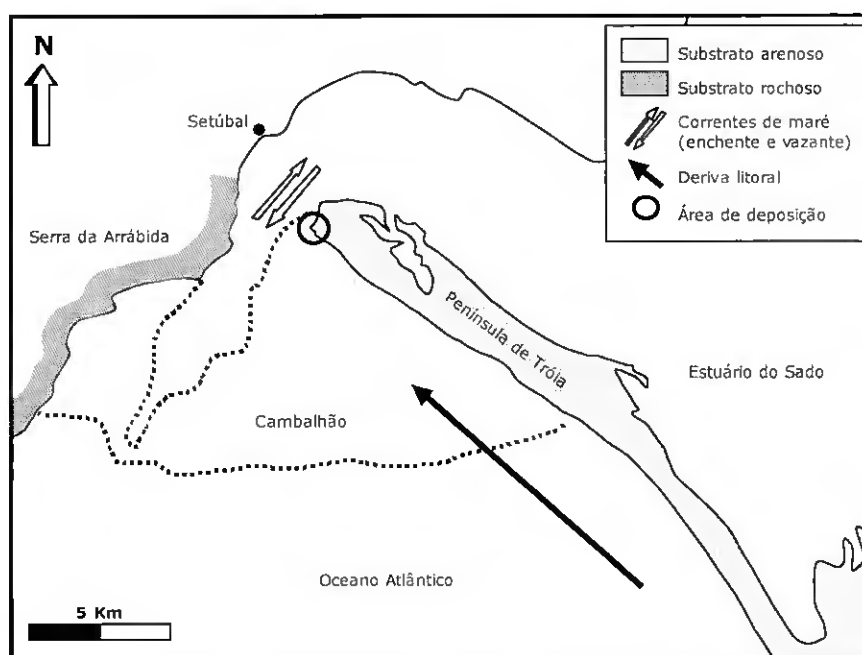 N
Setúbal
Serra da Arrábida
Cambalhão
Península de Tróia
Estuário do Sado
Oceano Atlântico
5 Km
Substrato arenoso
Substrato rochoso
Correntes de maré
(enchente e vazante)
Deriva litoral
Área de deposição